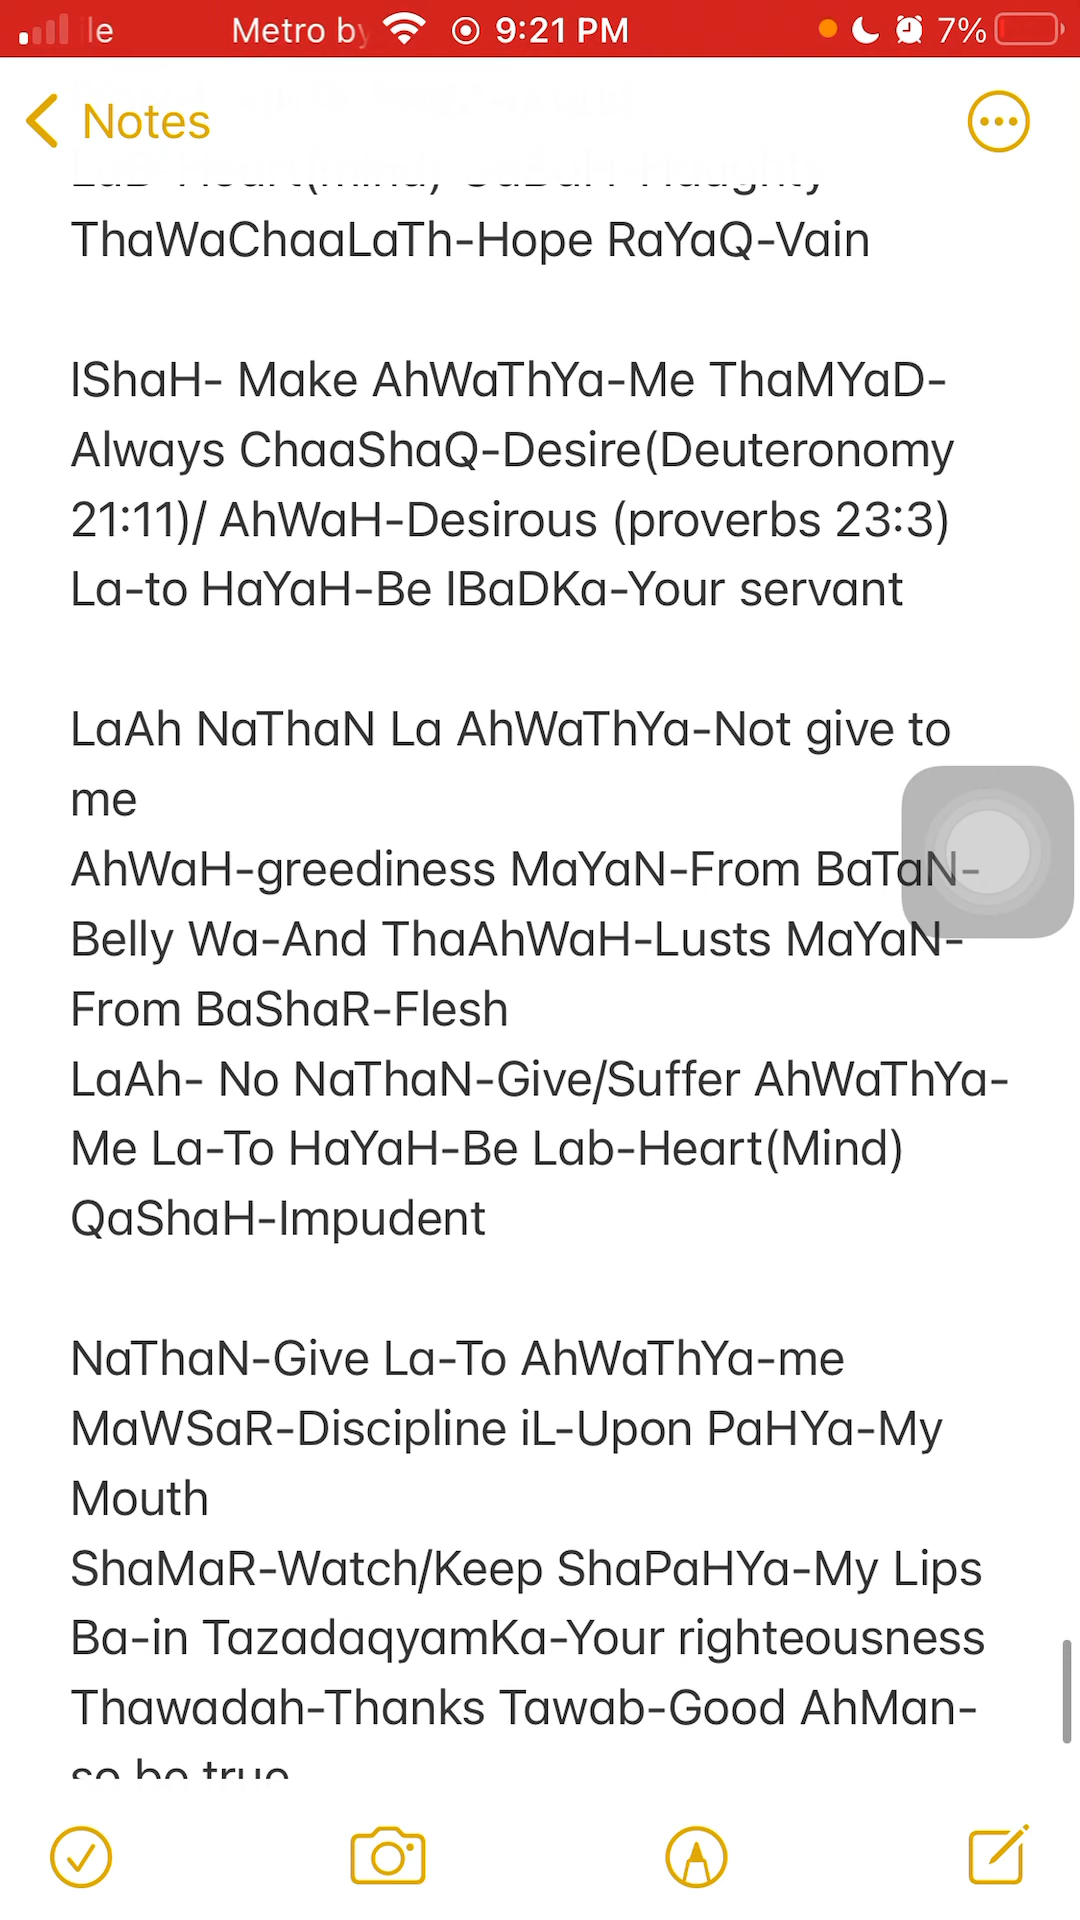 le Metro by 9:21 PM 7%
Notes
ThaWaChaaLaTh-Hope RaYaQ-Vain
IShaH- Make AhWaThYa-Me ThaMYaD-
Always ChaaShaQ-Desire(Deuteronomy
21:11)/ AhWaH-Desirous (proverbs 23:3)
La-to HaYaH-Be IBaDKa-Your servant
LaAh NaThaN La AhWaThYa-Not give to
me
AhWaH-greediness MaYaN-From BaTaN-
Belly Wa-And ThaAhWaH-Lusts MaYaN-
From BaShaR-Flesh
LaAh- No NaThaN-Give/Suffer AhWaThYa-
Me La-To HaYaH-Be Lab-Heart(Mind)
QaShaH-Impudent
NaThaN-Give La-To AhWaThYa-me
MaWSaR-Discipline iL-Upon PaHYa-My
Mouth
ShaMaR-Watch/Keep ShaPaHYa-My Lips
Ba-in TazadaqyamKa-Your righteousness
Thawadah-Thanks Tawab-Good AhMan-
so be true